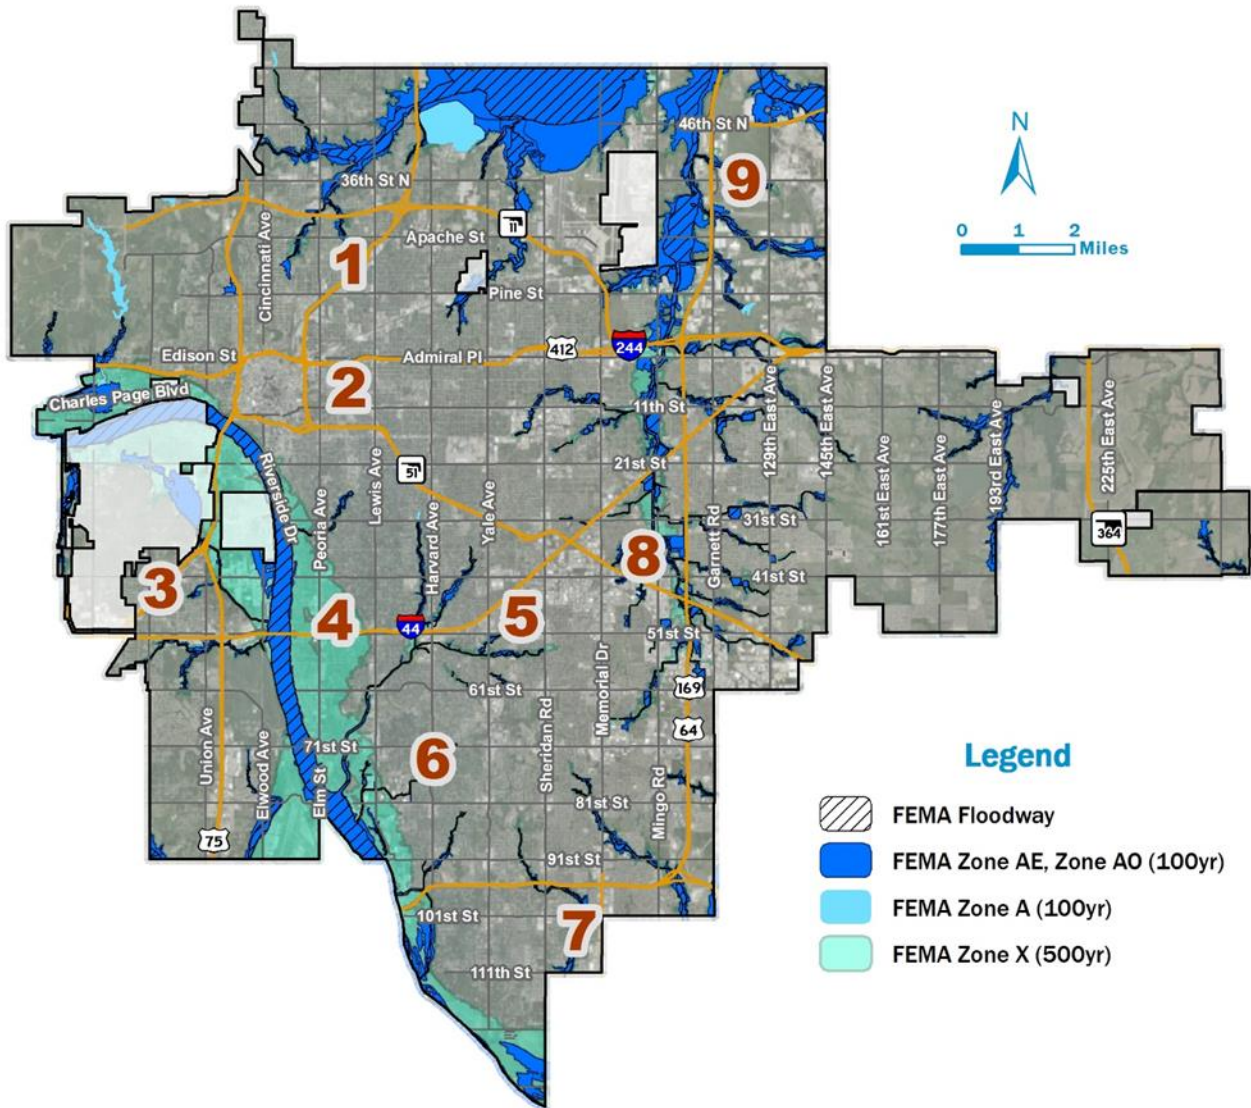 N
0 1 2
Miles
46th St N
9
36th St N
11
Apache St
Cincinnati Ave
1
Pine St
Edison St
Admiral Pl
412
244
2
Charles Page Blvd
11th St
129th East Ave
145th East Ave
161st East Ave
177th East Ave
193rd East Ave
225th East Ave
21st St
51
Riverside Dr
Peoria Ave
Lewis Ave
Harvard Ave
Yale Ave
Garnett Rd
31st St
364
8
41st St
3
4
44
5
51st St
Memorial Dr
Sheridan Rd
61st St
169
64
Union Ave
Elwood Ave
71st St
Elm St
6
Mingo Rd
81st St
75
91st St
101st St
7
111th St
Legend
FEMA Floodway
FEMA Zone AE, Zone AO (100yr)
FEMA Zone A (100yr)
FEMA Zone X (500yr)